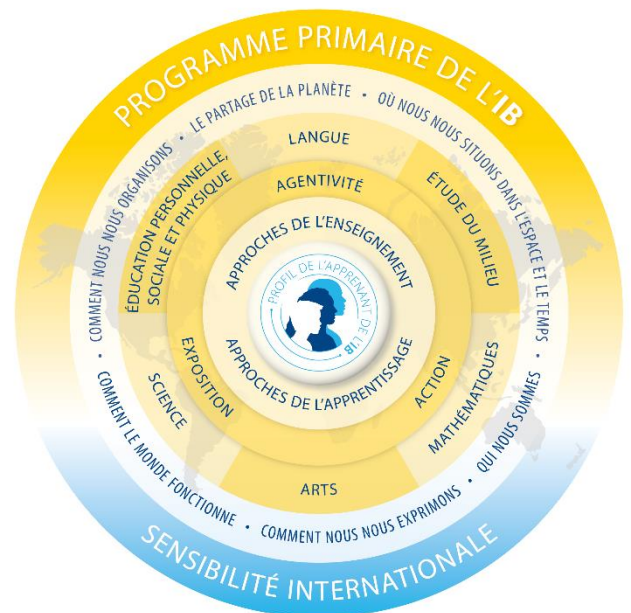 PROGRAMME PRIMAIRE DE L'IB
COMMENT NOUS NOUS ORGANISONS • LE PARTAGE DE LA PLANÈTE • OÙ NOUS NOUS SITUONS DANS L'ESPACE ET LE TEMPS •
COMMENT LE MONDE FONCTIONNE • COMMENT NOUS NOUS EXPRIMONS • QUI NOUS SOMMES
LANGUE
ÉDUCATION PERSONNELLE,
SOCIALE ET PHYSIQUE
ÉTUDE DU MILIEU
AGENTIVITÉ
APPROCHES DE L'ENSEIGNEMENT
PROFIL DE L'APPRENANT DE L'IB
APPROCHES DE L'APPRENTISSAGE
EXPOSITION
ACTION
SCIENCE
MATHÉMATIQUES
ARTS
SENSIBILITÉ INTERNATIONALE